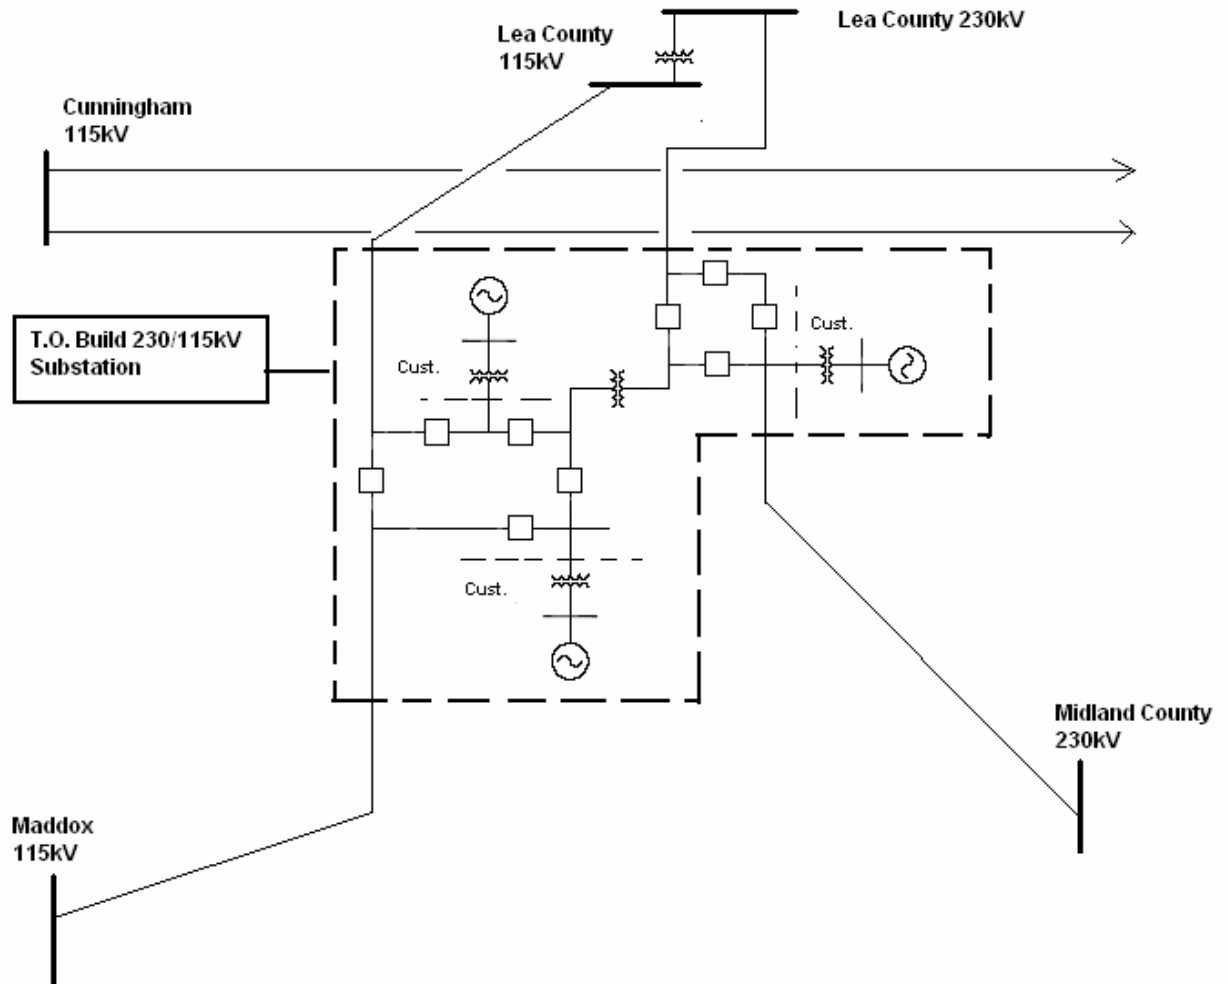 Lea County 230kV
Lea County
115kV
Cunningham
115kV
T.O. Build 230/115kV
Substation
Cust.
Cust.
Cust.
Midland County
230kV
Maddox
115kV